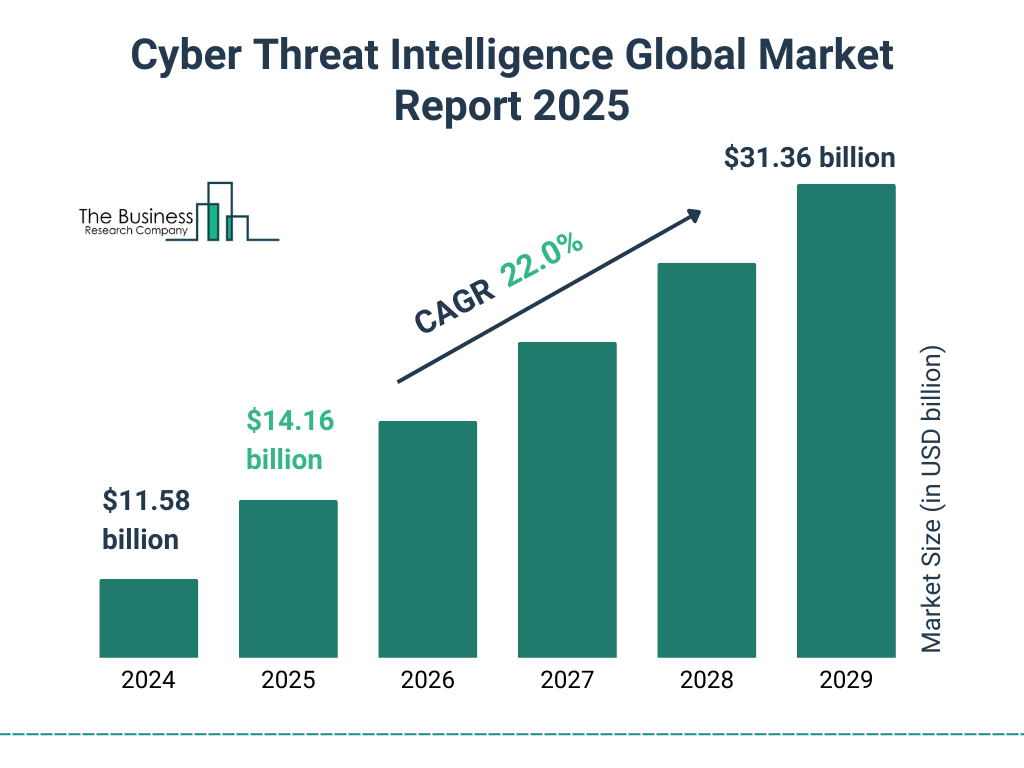 Cyber Threat Intelligence Global Market
Report 2025
$31.36 billion
The Business
Research Company
CAGR 22.0%
$14.16
billion
$11.58
billion
Market Size (in USD billion)
2024 2025 2026 2027 2028 2029